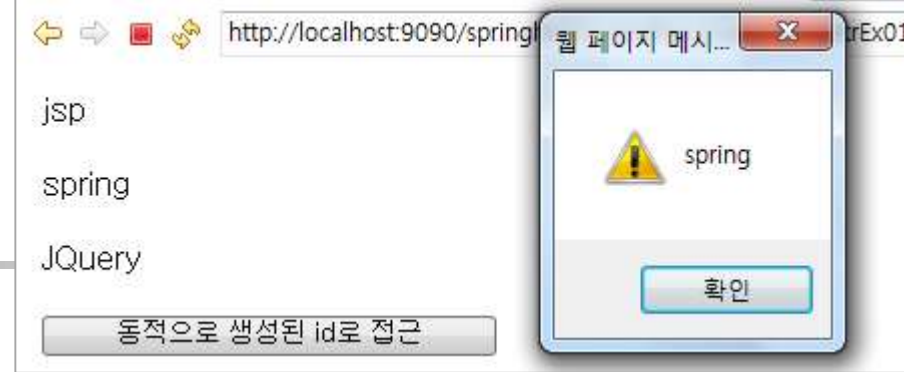 http://localhost:9090/spring
trEx01
웹 페이지 메시...
jsp
spring
spring
JQuery
확인
동적으로 생성된 id로 접근